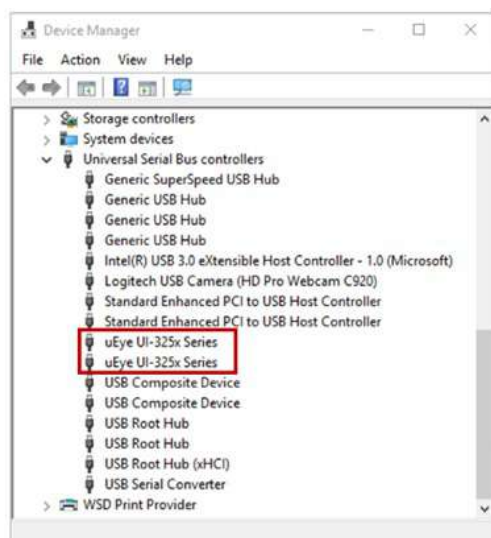 Device Manager
File Action View Help
Storage controllers
System devices
Universal Serial Bus controllers
Generic SuperSpeed USB Hub
Generic USB Hub
Generic USB Hub
Generic USB Hub
Intel(R) USB 3.0 eXtensible Host Controller - 1.0 (Microsoft)
Logitech USB Camera (HD Pro Webcam C920)
Standard Enhanced PCI to USB Host Controller
Standard Enhanced PCI to USB Host Controller
uEye UI-325x Series
uEye UI-325x Series
USB Composite Device
USB Composite Device
USB Root Hub
USB Root Hub
USB Root Hub (xHCI)
USB Serial Converter
WSD Print Provider